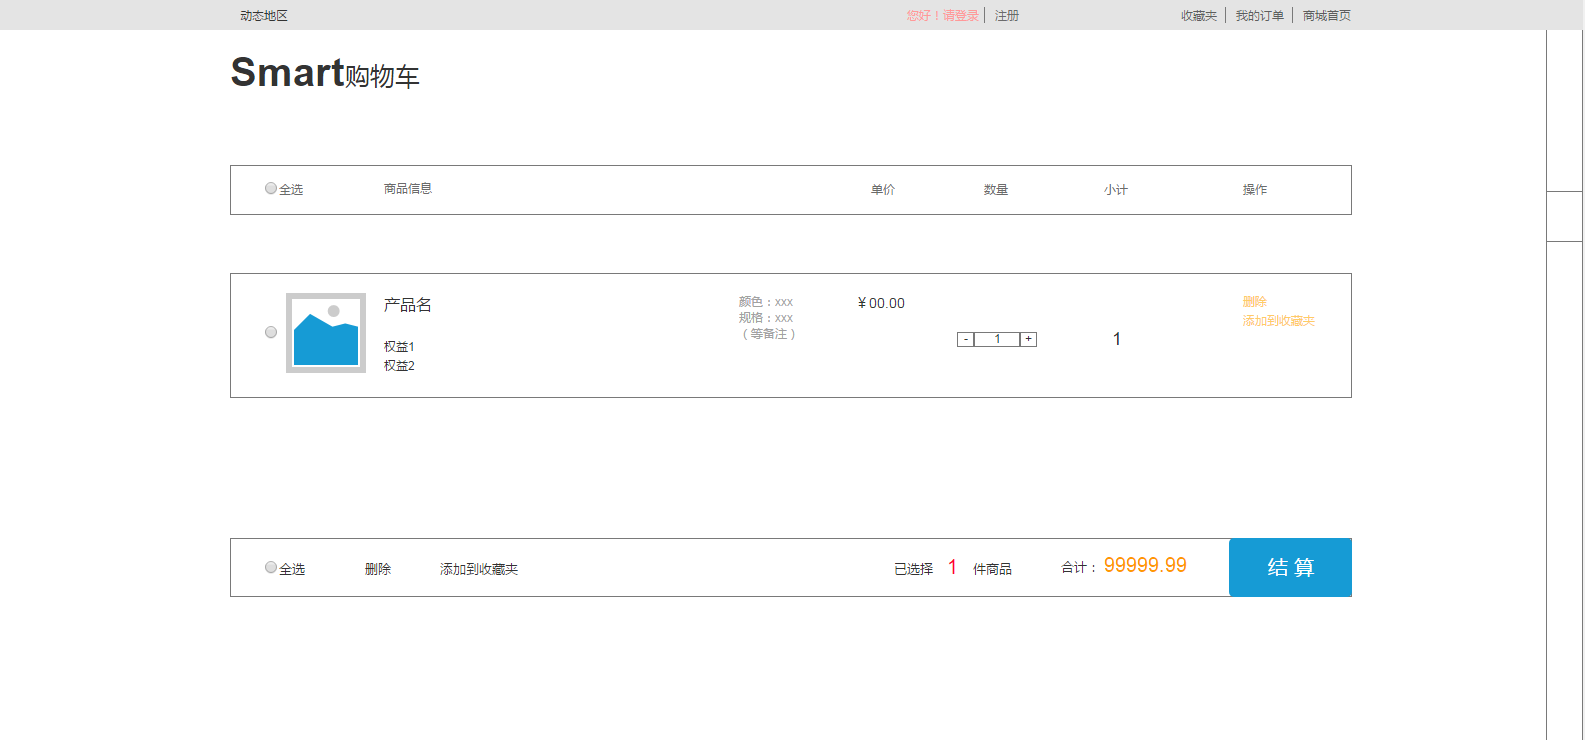 动态地区 您好！请登录 注册 收藏夹 我的订单 商城首页
Smart购物车
全选 商品信息 单价 数量 小计 操作
产品名 颜色：xxx ¥ 00.00 删除
规格：xxx 添加到收藏夹
（等备注）
- 1 + 1
权益1
权益2
全选 删除 添加到收藏夹 已选择 1 件商品 合计： 99999.99 结 算